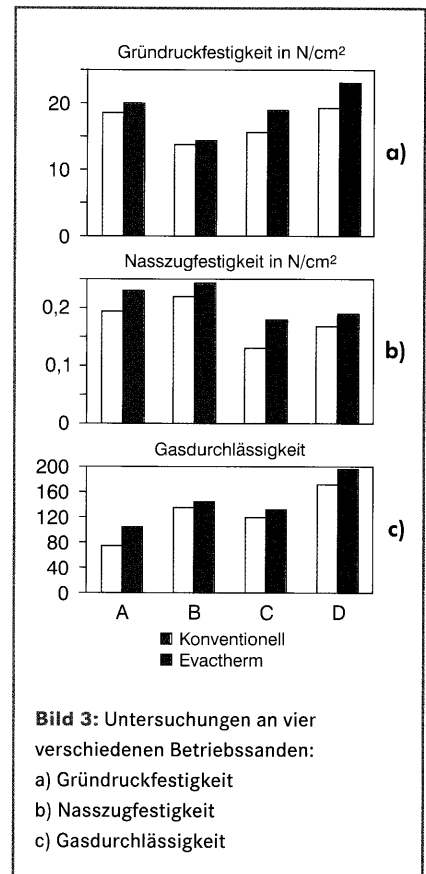 Gründruckfestigkeit in N/cm²
20
10
0
a)
Nasszugfestigkeit in N/cm²
0,2
0,1
0
b)
Gasdurchlässigkeit
200
160
120
80
40
0
c)
A B C D
Konventionell
Evactherm
Bild 3: Untersuchungen an vier
verschiedenen Betriebssanden:
a) Gründruckfestigkeit
b) Nasszugfestigkeit
c) Gasdurchlässigkeit